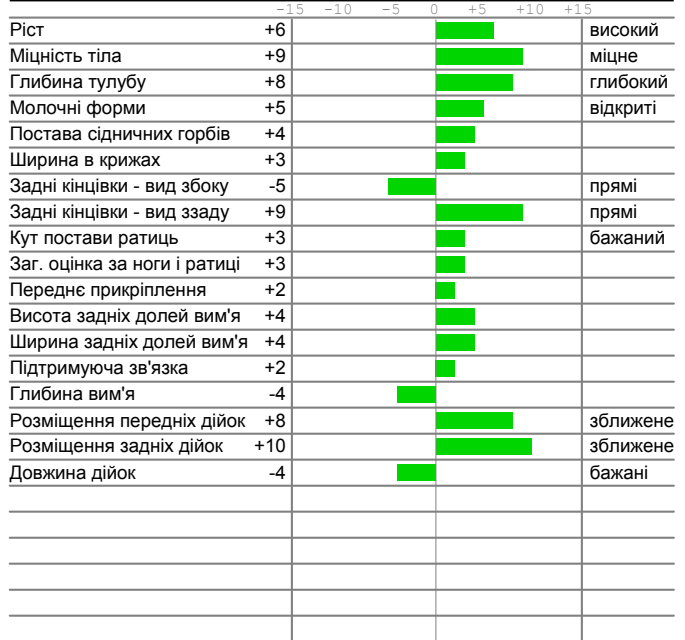 -15 -10 -5 0 +5 +10 +15
Ріст +6 високий
Міцність тіла +9 міцне
Глибина тулубу +8 глибокий
Молочні форми +5 відкриті
Постава сідничних горбів +4
Ширина в крижах +3
Задні кінцівки - вид збоку -5 прямі
Задні кінцівки - вид ззаду +9 прямі
Кут постави ратиць +3 бажаний
Заг. оцінка за ноги і ратиці +3
Переднє прикріплення +2
Висота задніх долей вим'я +4
Ширина задніх долей вим'я +4
Підтримуюча зв'язка +2
Глибина вим'я -4
Розміщення передніх дійок +8 зближене
Розміщення задніх дійок +10 зближене
Довжина дійок -4 бажані